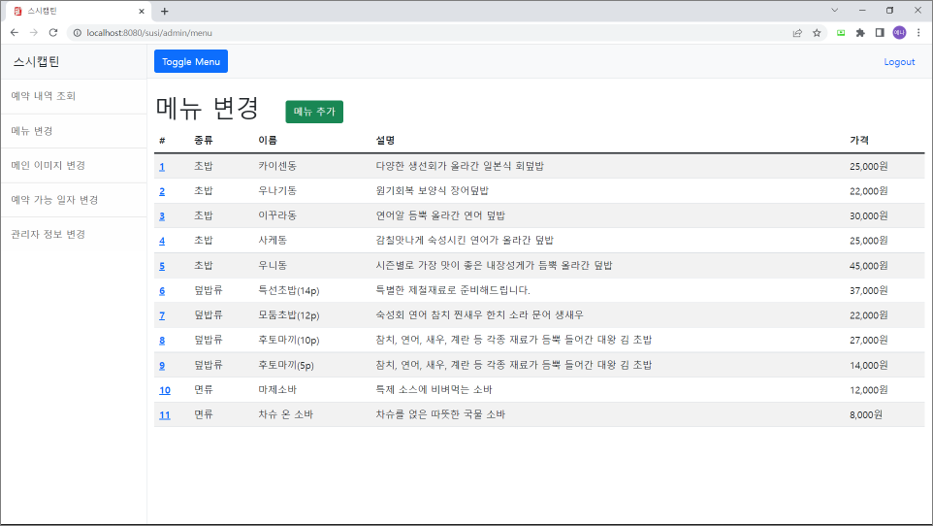 스시캡틴
localhost:8080/susi/admin/menu
스시캡틴
Toggle Menu
Logout
예약 내역 조회
메뉴 변경
메인 이미지 변경
예약 가능 일자 변경
관리자 정보 변경
메뉴 변경 메뉴 추가
# 종류 이름 설명 가격
1 초밥 카이센동 다양한 생선회가 올라간 일본식 회덮밥 25,000원
2 초밥 우나기동 원기회복 보양식 장어덮밥 22,000원
3 초밥 이꾸라동 연어알 듬뿍 올라간 연어 덮밥 30,000원
4 초밥 사케동 감칠맛나게 숙성시킨 연어가 올라간 덮밥 25,000원
5 초밥 우니동 시즌별로 가장 맛이 좋은 내장성게가 듬뿍 올라간 덮밥 45,000원
6 덮밥류 특선초밥(14p) 특별한 제철재료로 준비해드립니다. 37,000원
7 덮밥류 모둠초밥(12p) 숙성회 연어 참치 찐새우 한치 소라 문어 생새우 22,000원
8 덮밥류 후토마끼(10p) 참치, 연어, 새우, 계란 등 각종 재료가 듬뿍 들어간 대왕 김 초밥 27,000원
9 덮밥류 후토마끼(5p) 참치, 연어, 새우, 계란 등 각종 재료가 듬뿍 들어간 대왕 김 초밥 14,000원
10 면류 마제소바 특제 소스에 비벼먹는 소바 12,000원
11 면류 차슈 온 소바 차슈를 얹은 따뜻한 국물 소바 8,000원